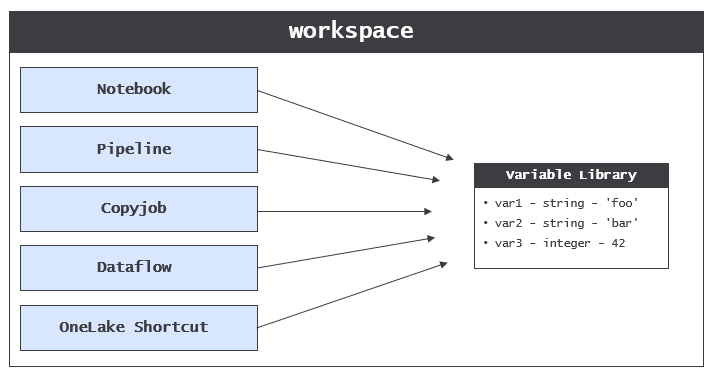 workspace
Notebook
Pipeline
Copyjob
Dataflow
OneLake Shortcut
Variable Library
• var1 - string - 'foo'
• var2 - string - 'bar'
• var3 - integer - 42